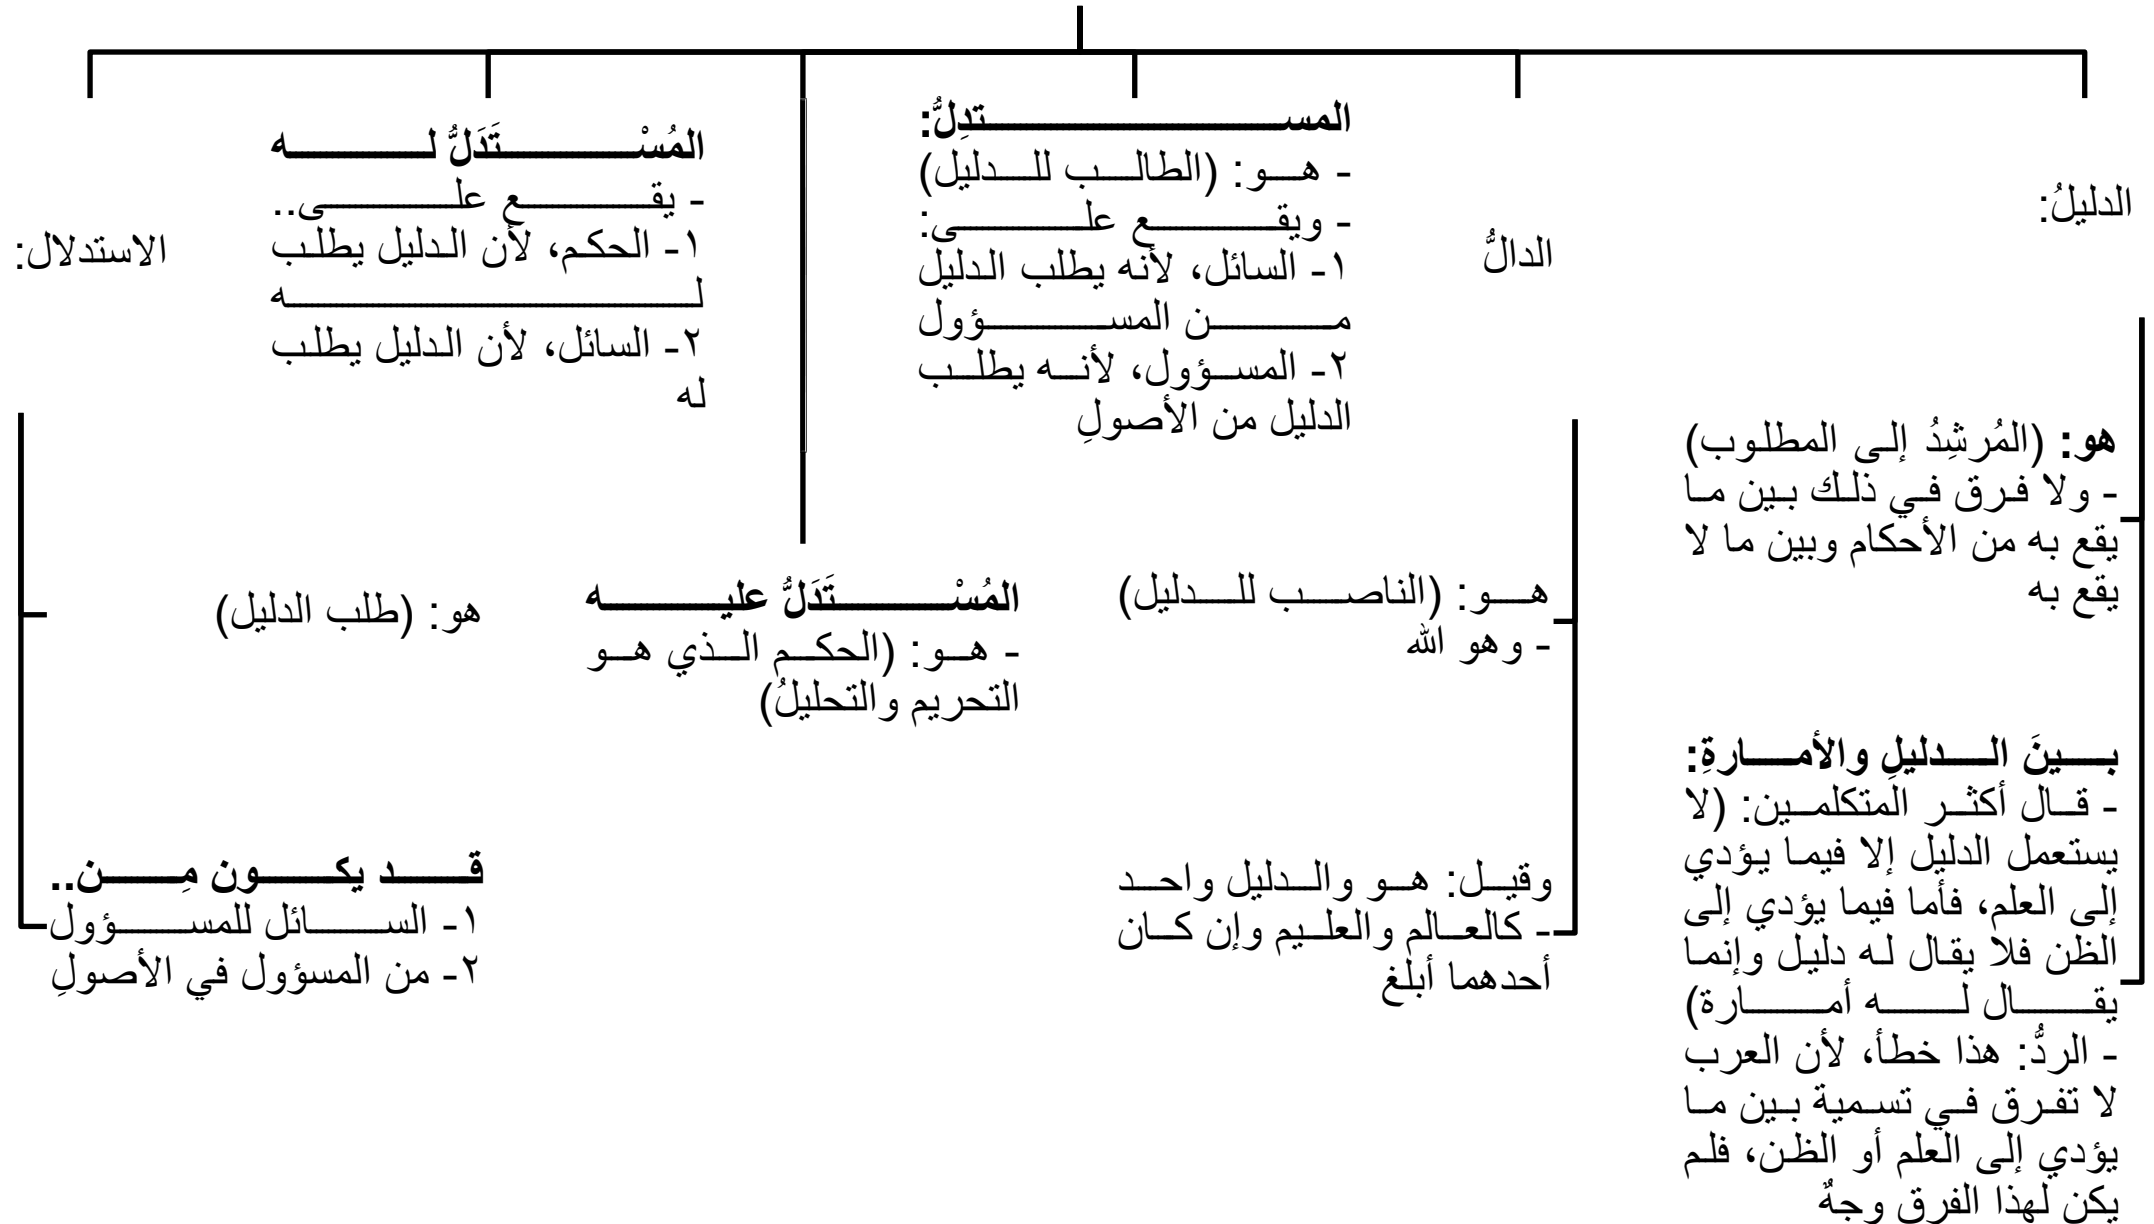 الدليلُ:
هو: (المُرشِدُ إلى المطلوب)
- ولا فرق في ذلك بين ما
يقع به من الأحكام وبين ما لا
يقع به
بينَ الدليلِ والأمارةِ:
- قال أكثر المتكلمين: (لا
يستعمل الدليل إلا فيما يؤدي
إلى العلم، فأما فيما يؤدي إلى
الظن فلا يقال له دليل وإنما
يقال له أمارة)
- الردُّ: هذا خطأ، لأن العرب
لا تفرق في تسمية بين ما
يؤدي إلى العلم أو الظن، فلم
يكن لهذا الفرق وجهٌ
الدالُّ
هو: (الناصب للدليل)
- وهو الله
وقيل: هو والدليل واحد
- كالعالم والعليم وإن كان
أحدهما أبلغ
المستدِلُّ:
- هو: (الطالب للدليل)
- ويقع على:
١- السائل، لأنه يطلب الدليل
من المسؤول
٢- المسؤول، لأنه يطلب
الدليل من الأصولِ
المُسْتَدَلُّ عليه
- هو: (الحكم الذي هو
التحريم والتحليلُ)
المُسْتَدَلُّ له
- يقع على..
١- الحكم، لأن الدليل يطلب
له
٢- السائل، لأن الدليل يطلب
له
الاستدلال:
هو: (طلب الدليل)
قد يكون مِن..
١- السائل للمسؤول
٢- من المسؤول في الأصولِ